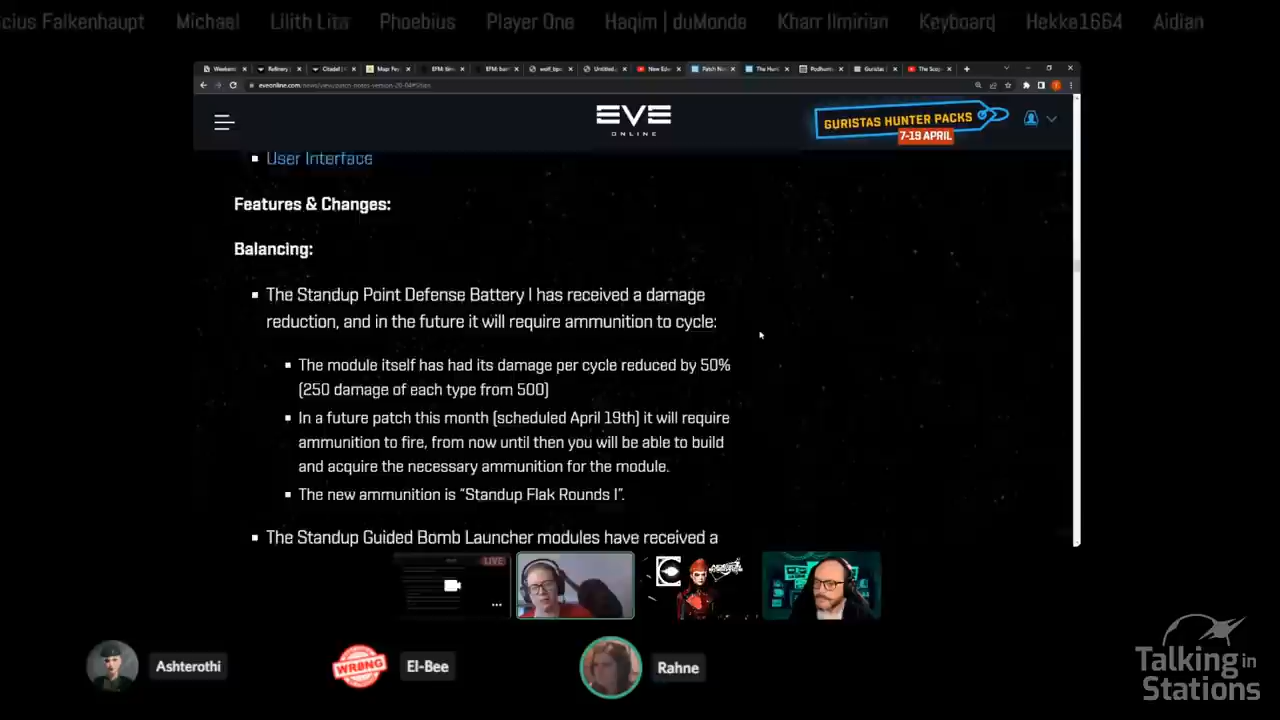 cius Falkenhaupt Michael Lilith Lita Phoebius Player One Haqim | duMonde Kharr Ilmirian Keyboard Hekke1664 Aidian
EVE
ONLINE
GURISTAS HUNTER PACKS
7-19 APRIL
User Interface
Features & Changes:
Balancing:
The Standup Point Defense Battery I has received a damage
reduction, and in the future it will require ammunition to cycle:
The module itself has had its damage per cycle reduced by 50%
(250 damage of each type from 500)
In a future patch this month (scheduled April 19th) it will require
ammunition to fire, from now until then you will be able to build
and acquire the necessary ammunition for the module.
The new ammunition is “Standup Flak Rounds I”.
The Standup Guided Bomb Launcher modules have received a
LIVE
Ashterothi
WRONG
El-Bee
Rahne
Talking in
Stations